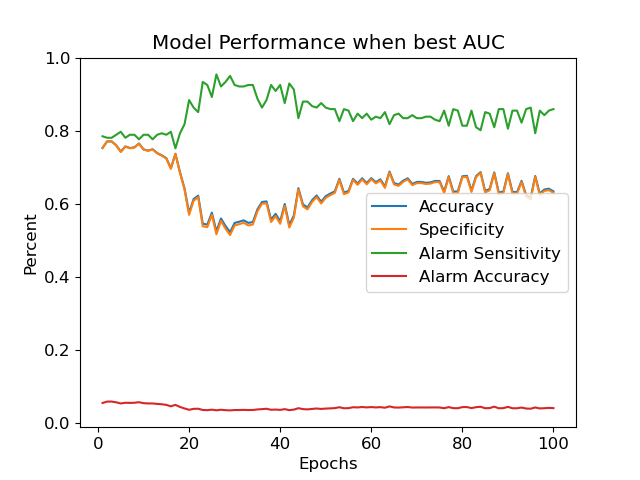 Model Performance when best AUC
1.0
0.8
0.6
0.4
0.2
0.0
Percent
Accuracy
Specificity
Alarm Sensitivity
Alarm Accuracy
0 20 40 60 80 100
Epochs